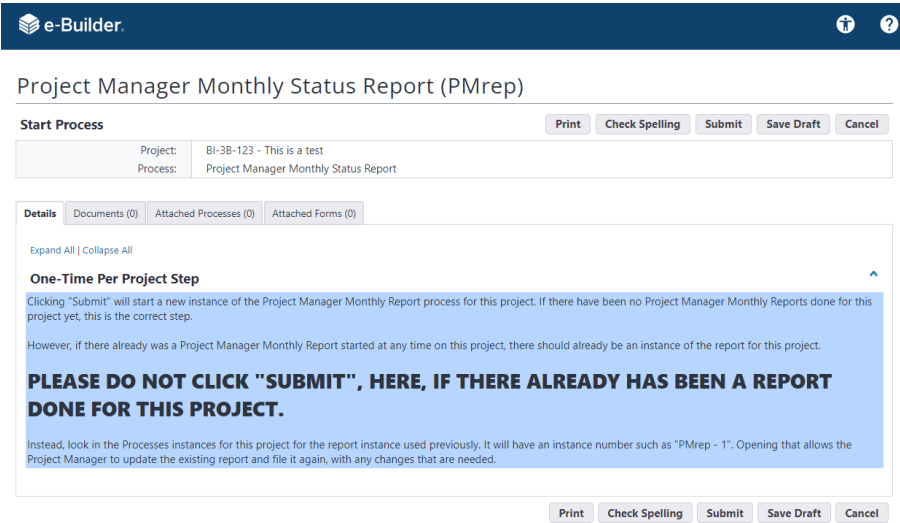 e-Builder.
Project Manager Monthly Status Report (PMrep)
Start Process
Print Check Spelling Submit Save Draft Cancel
Project: BI-3B-123 - This is a test
Process: Project Manager Monthly Status Report
Details Documents (0) Attached Processes (0) Attached Forms (0)
Expand All | Collapse All
One-Time Per Project Step
Clicking "Submit" will start a new instance of the Project Manager Monthly Report process for this project. If there have been no Project Manager Monthly Reports done for this
project yet, this is the correct step.
However, if there already was a Project Manager Monthly Report started at any time on this project, there should already be an instance of the report for this project.
PLEASE DO NOT CLICK "SUBMIT", HERE, IF THERE ALREADY HAS BEEN A REPORT
DONE FOR THIS PROJECT.
Instead, look in the Processes instances for this project for the report instance used previously. It will have an instance number such as "PMrep - 1". Opening that allows the
Project Manager to update the existing report and file it again, with any changes that are needed.
Print Check Spelling Submit Save Draft Cancel